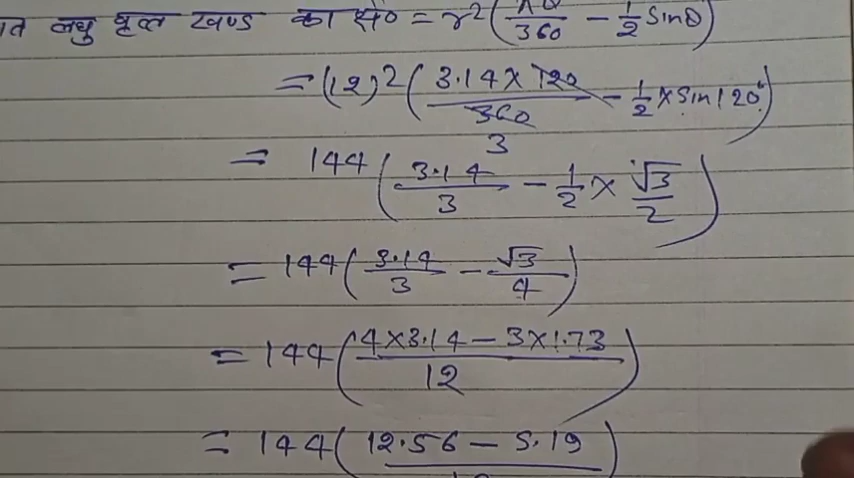 लघु वृत्त खण्ड का क्षे० = r²(πθ/360 - 1/2 Sinθ)
= (12)²(3.14 × 120/360 - 1/2 × Sin 120°)
3
= 144(3.14/3 - 1/2 × √3/2)
= 144(3.14/3 - √3/4)
= 144(4×3.14 - 3×1.73/12)
= 144(12.56 - 5.19